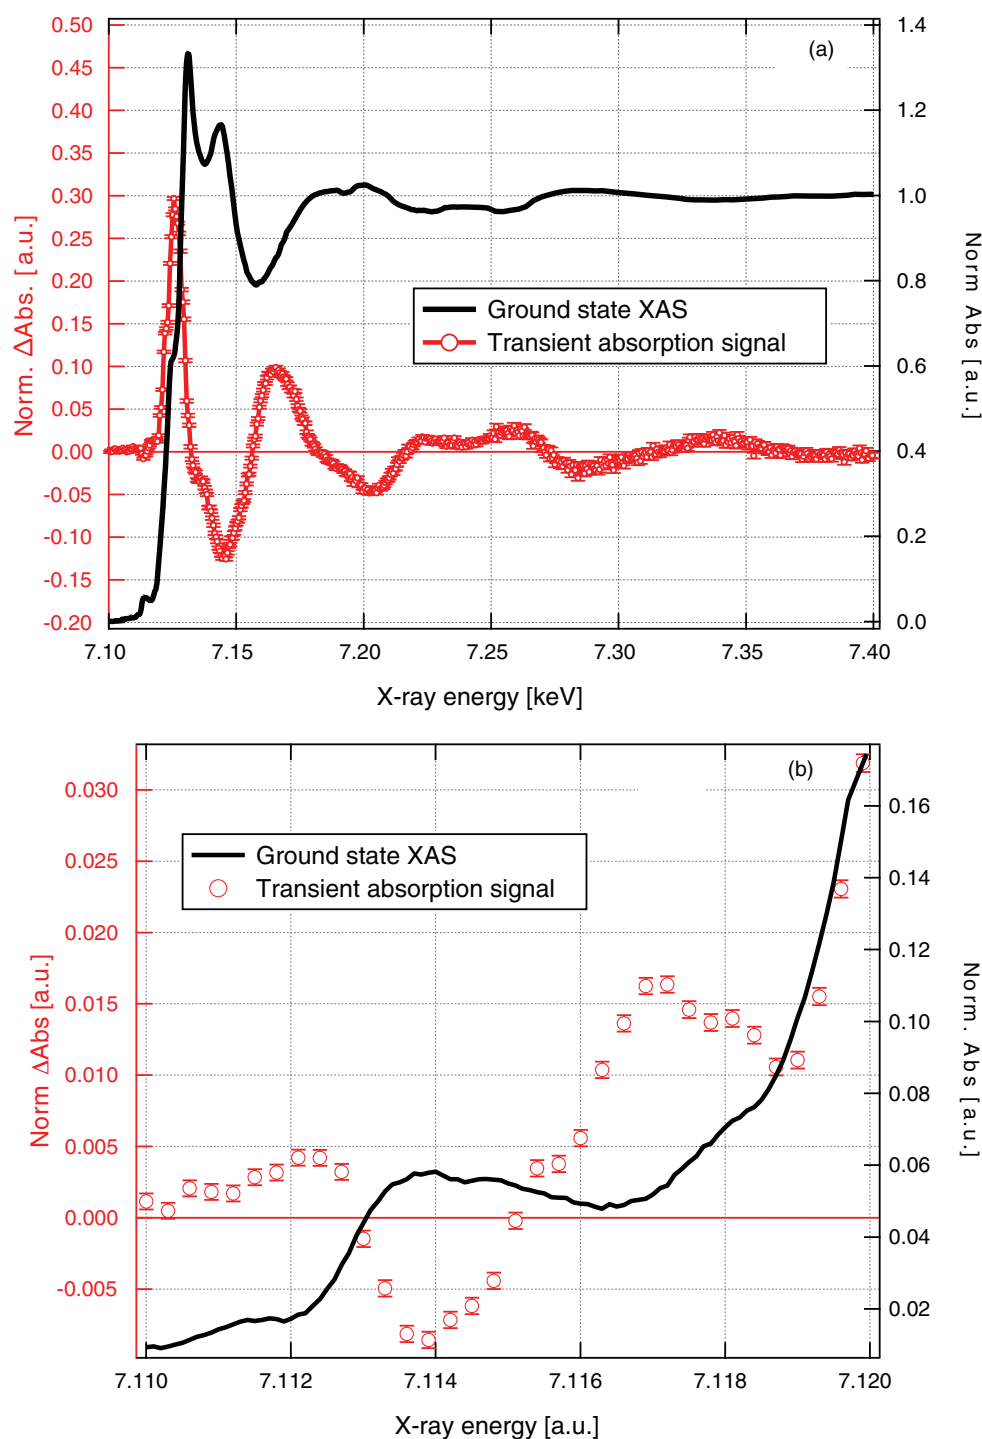 (a)
Norm. ΔAbs. [a.u.]
0.50
0.45
0.40
0.35
0.30
0.25
0.20
0.15
0.10
0.05
0.00
-0.05
-0.10
-0.15
-0.20
1.4
1.2
1.0
0.8
0.6
0.4
0.2
0.0
Norm Abs [a.u.]
Ground state XAS
Transient absorption signal
7.10 7.15 7.20 7.25 7.30 7.35 7.40
X-ray energy [keV]
(b)
Norm ΔAbs [a.u.]
0.030
0.025
0.020
0.015
0.010
0.005
0.000
-0.005
0.16
0.14
0.12
0.10
0.08
0.06
0.04
0.02
Norm. Abs [a.u.]
Ground state XAS
Transient absorption signal
7.110 7.112 7.114 7.116 7.118 7.120
X-ray energy [a.u.]